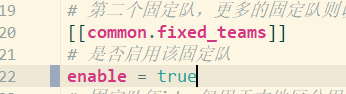 19 # 第二个固定队，更多的固定队则
20 [[common.fixed_teams]]
21 # 是否启用该固定队
22 enable = true